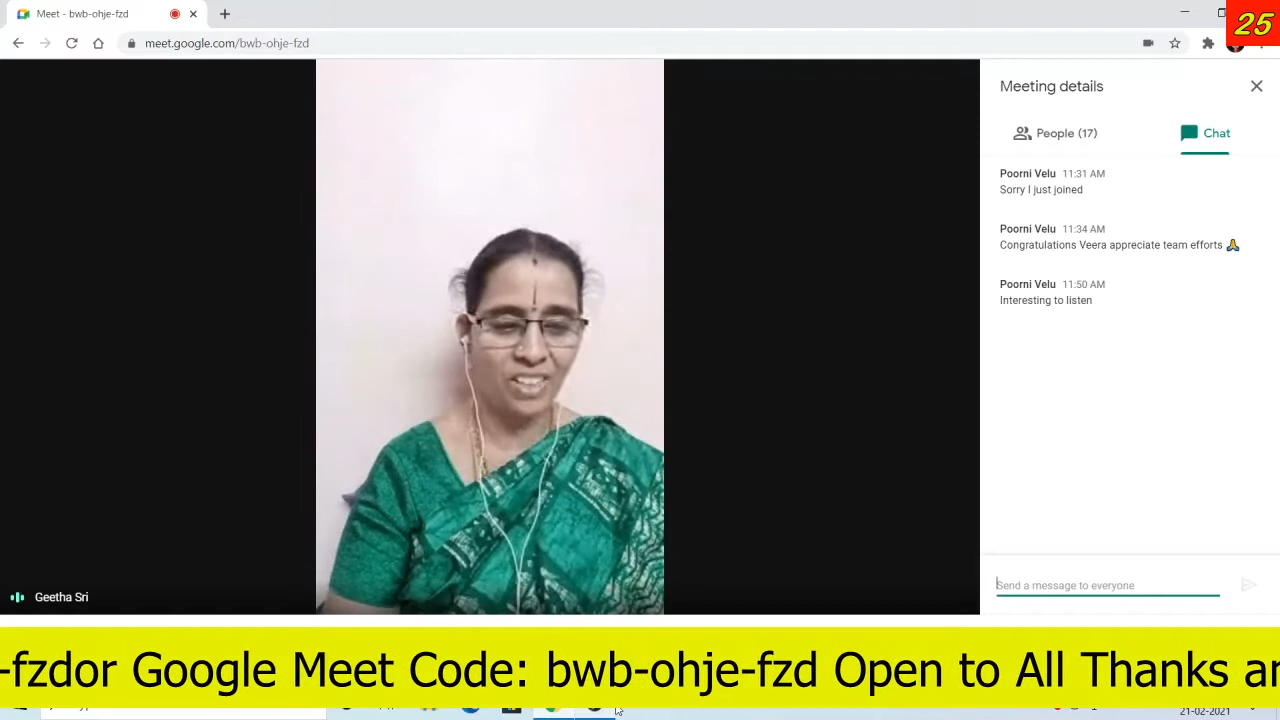 Meet - bwb-ohje-fzd
25
meet.google.com/bwb-ohje-fzd
Meeting details
People (17)
Chat
Poorni Velu 11:31 AM
Sorry I just joined
Poorni Velu 11:34 AM
Congratulations Veera appreciate team efforts 🙏
Poorni Velu 11:50 AM
Interesting to listen
Send a message to everyone
Geetha Sri
-fzdor Google Meet Code: bwb-ohje-fzd Open to All Thanks an
21-02-2021